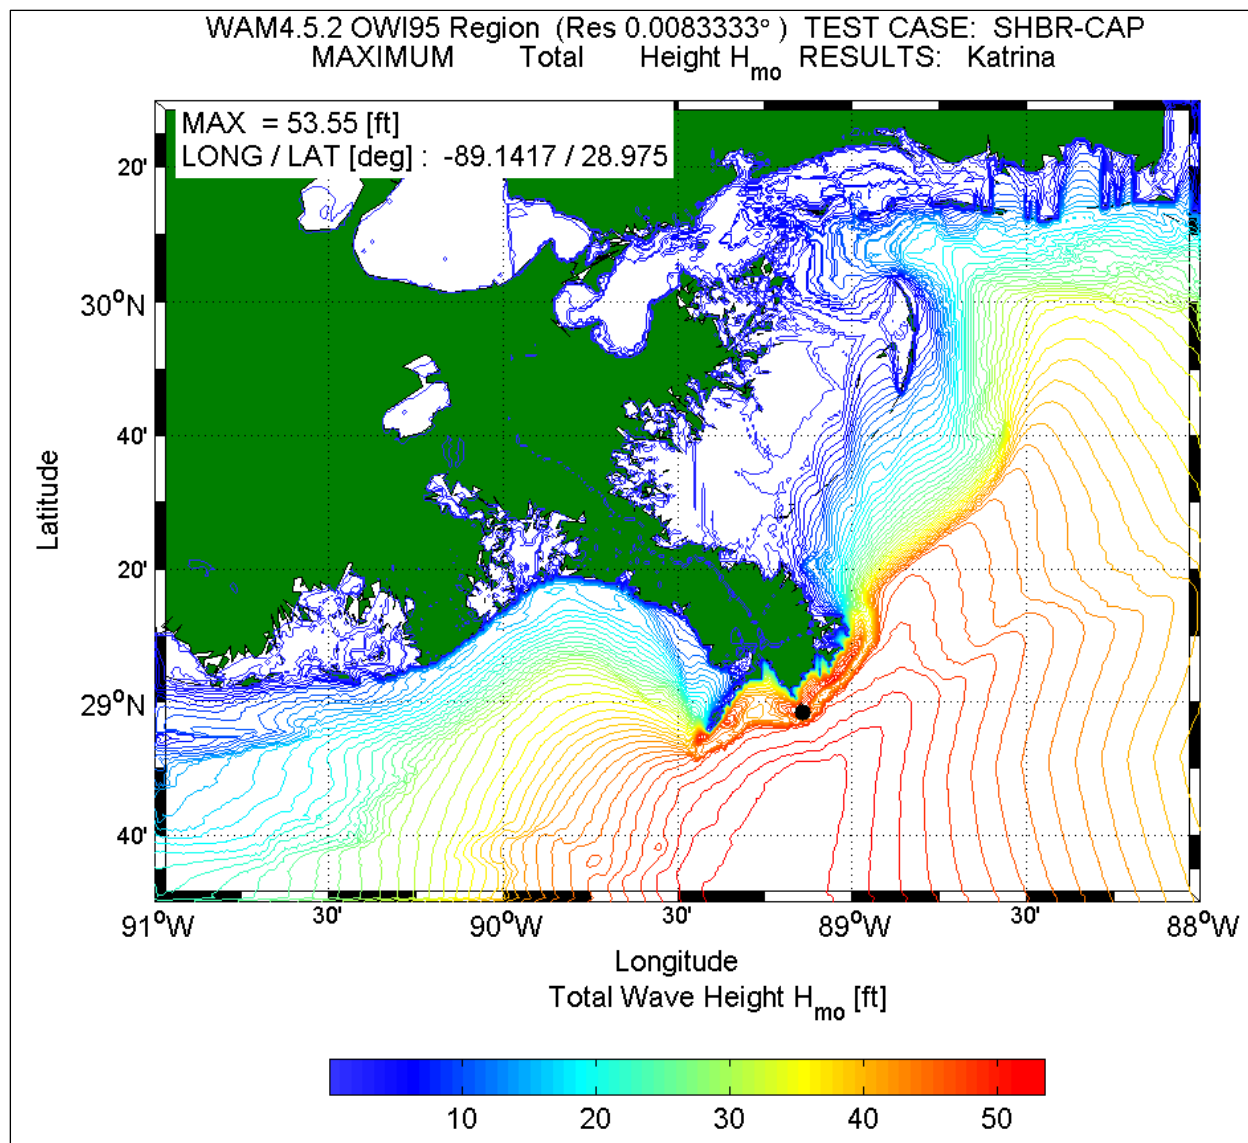 WAM4.5.2 OWI95 Region (Res 0.0083333° ) TEST CASE: SHBR-CAP
MAXIMUM Total Height Hmo RESULTS: Katrina
MAX = 53.55 [ft]
LONG / LAT [deg] : -89.1417 / 28.975
20'
30°N
40'
20'
29°N
40'
Latitude
91°W
30'
90°W
30'
89°W
30'
88°W
Longitude
Total Wave Height Hmo [ft]
10
20
30
40
50